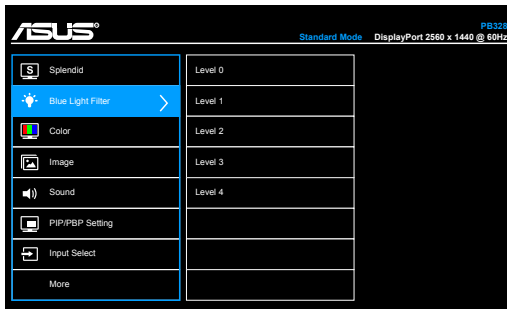 ASUS
PB328
Standard Mode DisplayPort 2560 x 1440 @ 60Hz
S Splendid
Blue Light Filter
Color
Image
Sound
PIP/PBP Setting
Input Select
More
Level 0
Level 1
Level 2
Level 3
Level 4